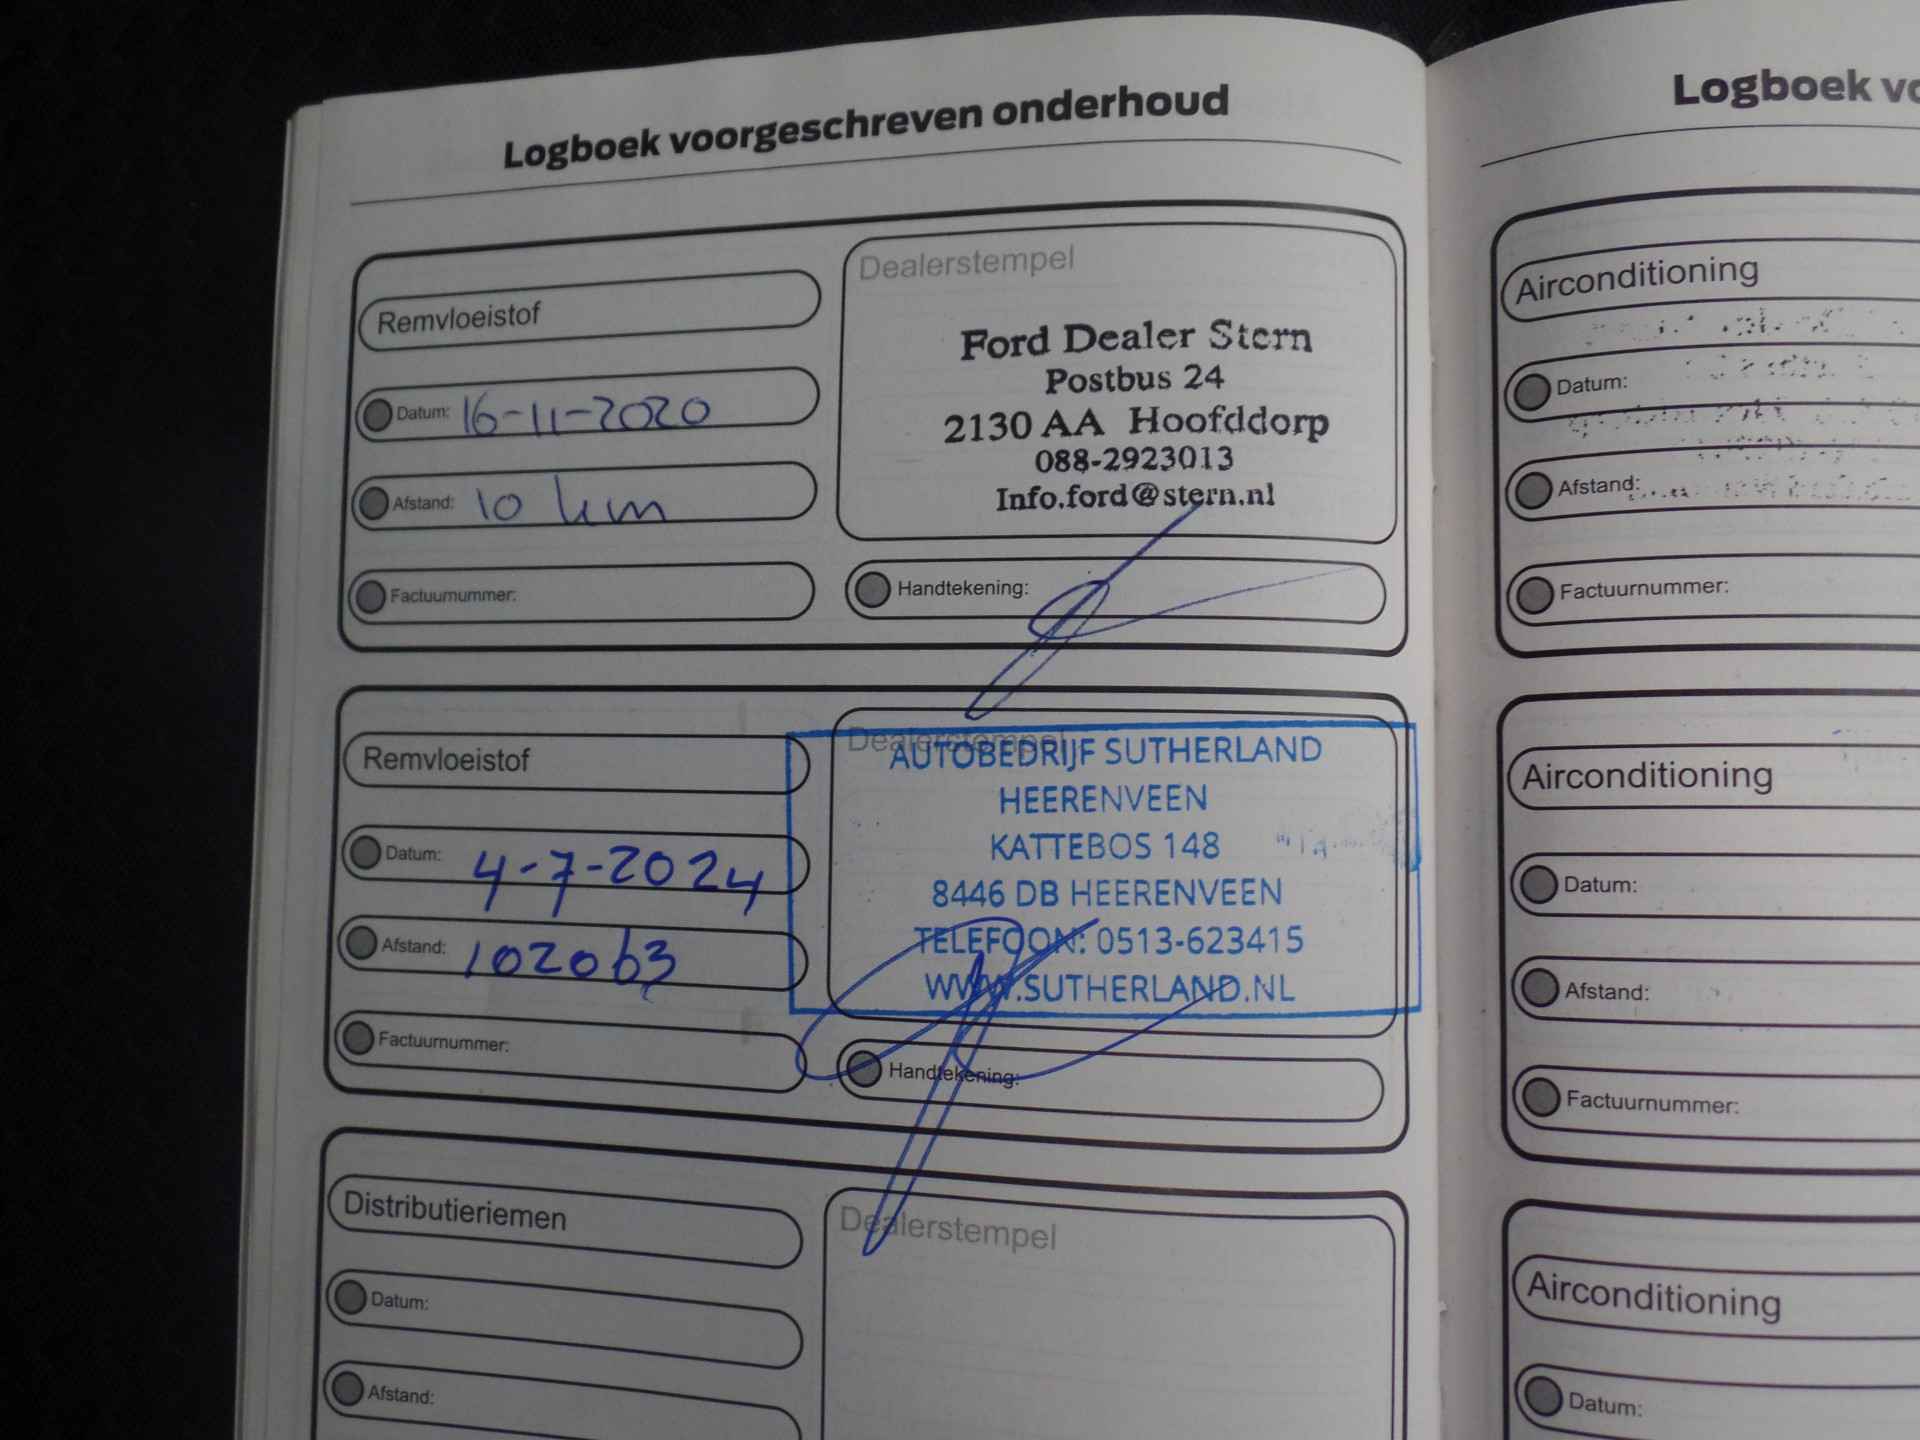 Logboek voorgeschreven onderhoud
Remvloeistof
Datum: 16-11-2020
Afstand: 10 km
Factuurnummer:
Dealerstempel
Ford Dealer Stern
Postbus 24
2130 AA Hoofddorp
088-2923013
Info.ford@stern.nl
Handtekening:
Remvloeistof
Datum: 4-7-2024
Afstand: 102063
Factuurnummer:
Dealerstempel
AUTOBEDRIJF SUTHERLAND
HEERENVEEN
KATTEBOS 148
8446 DB HEERENVEEN
TELEFOON: 0513-623415
WWW.SUTHERLAND.NL
Handtekening:
Distributieriemen
Datum:
Afstand:
Dealerstempel
Logboek vo
Airconditioning
Datum:
Afstand:
Factuurnummer:
Airconditioning
Datum:
Afstand:
Factuurnummer:
Airconditioning
Datum: